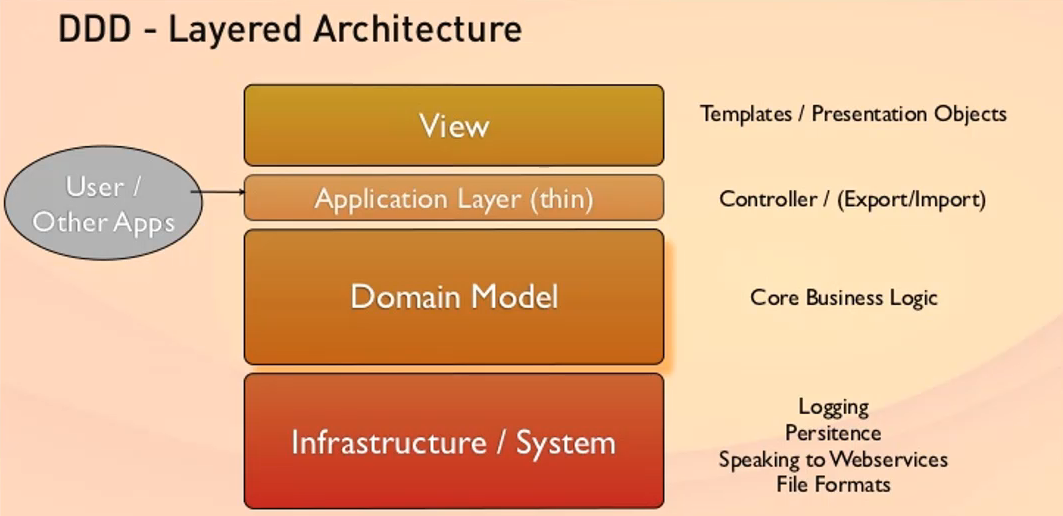 DDD - Layered Architecture
View
Templates / Presentation Objects
User /
Other Apps
Application Layer (thin)
Controller / (Export/Import)
Domain Model
Core Business Logic
Infrastructure / System
Logging
Persitence
Speaking to Webservices
File Formats